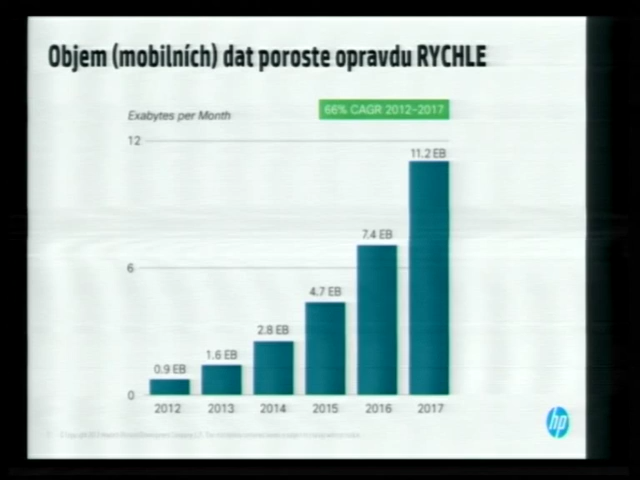 Objem (mobilních) dat poroste opravdu RYCHLE
Exabytes per Month
66% CAGR 2012-2017
12
11.2 EB
7.4 EB
6
4.7 EB
2.8 EB
1.6 EB
0.9 EB
0
2012 2013 2014 2015 2016 2017
hp